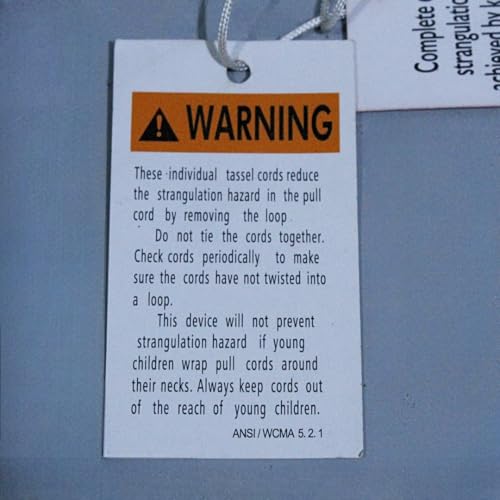 WARNING
These individual tassel cords reduce
the strangulation hazard in the pull
cord by removing the loop.
Do not tie the cords together.
Check cords periodically to make
sure the cords have not twisted into
a loop.
This device will not prevent
strangulation hazard if young
children wrap pull cords around
their necks. Always keep cords out
of the reach of young children.
ANSI/WCMA 5.2.1
Complete
strangulation
achieved by